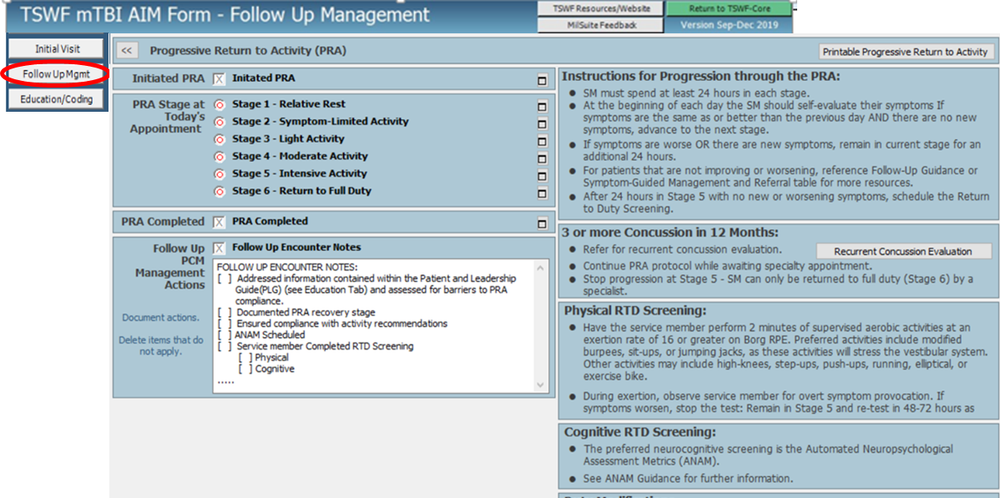 TSWF mTBI AIM Form - Follow Up Management
TSWF Resources/Website
Return to TSWF-Core
MilSuite Feedback
Version Sep-Dec 2019
Initial Visit
Follow Up Mgmt
Education/Coding
<< Progressive Return to Activity (PRA)
Printable Progressive Return to Activity
Initiated PRA X Initated PRA
PRA Stage at
Today's
Appointment
Stage 1 - Relative Rest
Stage 2 - Symptom-Limited Activity
Stage 3 - Light Activity
Stage 4 - Moderate Activity
Stage 5 - Intensive Activity
Stage 6 - Return to Full Duty
PRA Completed X PRA Completed
Follow Up
PCM
Management
Actions
Document actions.
Delete items that do
not apply.
X Follow Up Encounter Notes
FOLLOW UP ENCOUNTER NOTES:
[ ] Addressed information contained within the Patient and Leadership
Guide(PLG) (see Education Tab) and assessed for barriers to PRA
compliance.
[ ] Documented PRA recovery stage
[ ] Ensured compliance with activity recommendations
[ ] ANAM Scheduled
[ ] Service member Completed RTD Screening
[ ] Physical
[ ] Cognitive
.....
Instructions for Progression through the PRA:
● SM must spend at least 24 hours in each stage.
● At the beginning of each day the SM should self-evaluate their symptoms If
symptoms are the same as or better than the previous day AND there are no new
symptoms, advance to the next stage.
● If symptoms are worse OR there are new symptoms, remain in current stage for an
additional 24 hours.
● For patients that are not improving or worsening, reference Follow-Up Guidance or
Symptom-Guided Management and Referral table for more resources.
● After 24 hours in Stage 5 with no new or worsening symptoms, schedule the Return
to Duty Screening.
3 or more Concussion in 12 Months:
● Refer for recurrent concussion evaluation.
Recurrent Concussion Evaluation
● Continue PRA protocol while awaiting specialty appointment.
● Stop progression at Stage 5 - SM can only be returned to full duty (Stage 6) by a
specialist.
Physical RTD Screening:
● Have the service member perform 2 minutes of supervised aerobic activities at an
exertion rate of 16 or greater on Borg RPE. Preferred activities include modified
burpees, sit-ups, or jumping jacks, as these activities will stress the vestibular system.
Other activities may include high-knees, step-ups, push-ups, running, elliptical, or
exercise bike.
● During exertion, observe service member for overt symptom provocation. If
symptoms worsen, stop the test: Remain in Stage 5 and re-test in 48-72 hours as
Cognitive RTD Screening:
● The preferred neurocognitive screening is the Automated Neuropsychological
Assessment Metrics (ANAM).
● See ANAM Guidance for further information.